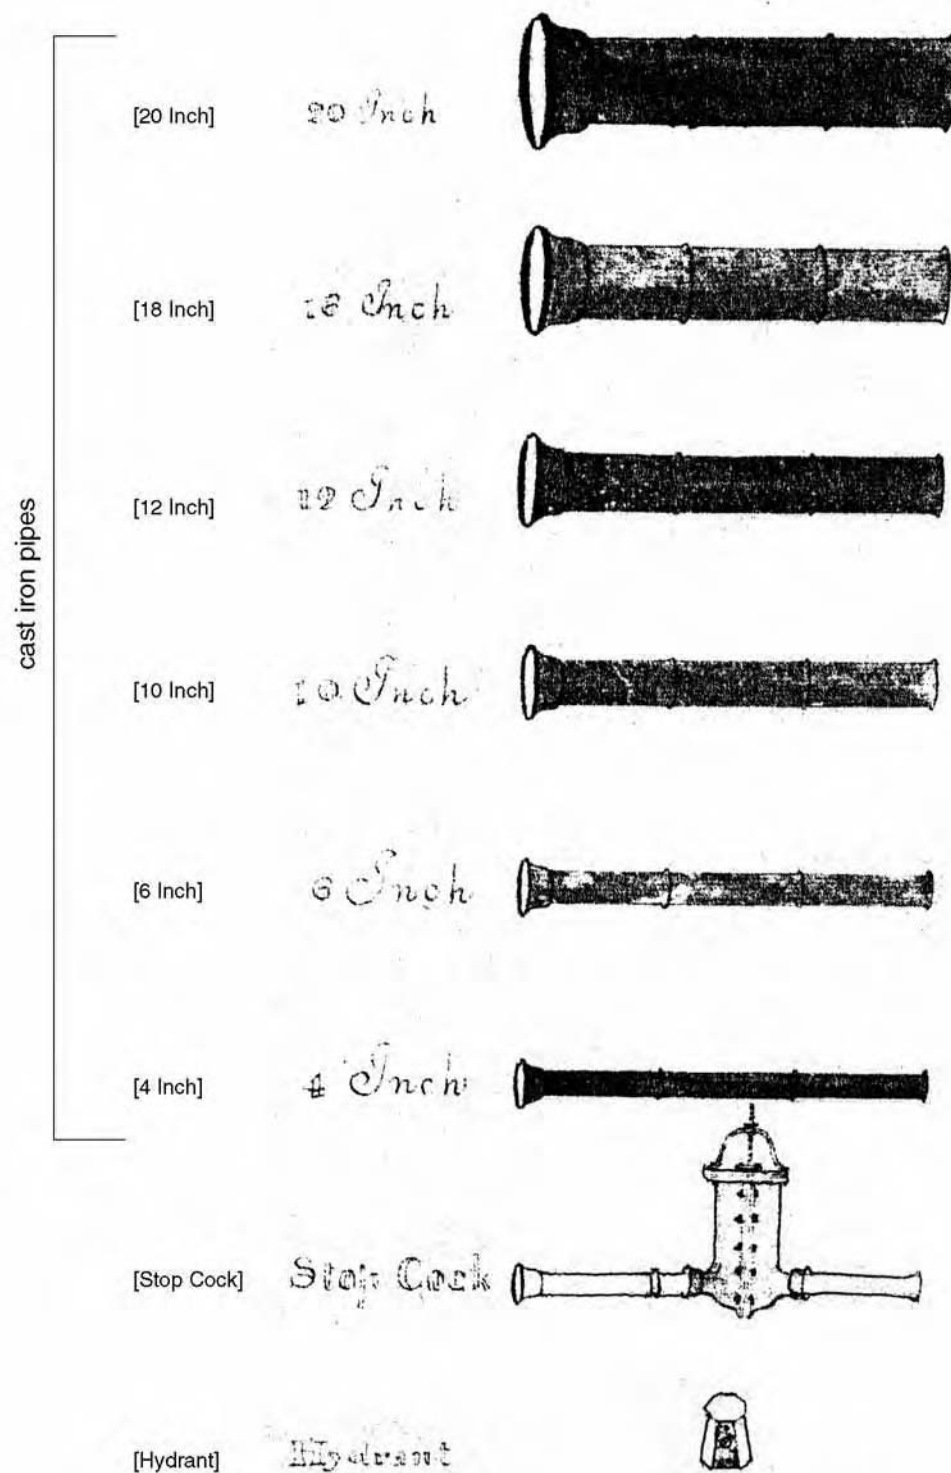 cast iron pipes
[20 Inch] 20 Inch
[18 Inch] 18 Inch
[12 Inch] 12 Inch
[10 Inch] 10 Inch
[6 Inch] 6 Inch
[4 Inch] 4 Inch
[Stop Cock] Stop Cock
[Hydrant] Hydrant